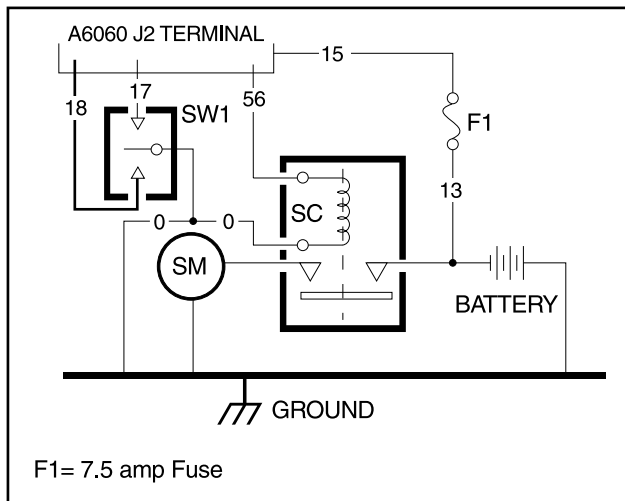 A6060 J2 TERMINAL
15
18
17
56
SW1
F1
SC
13
0
0
SM
BATTERY
GROUND
F1= 7.5 amp Fuse